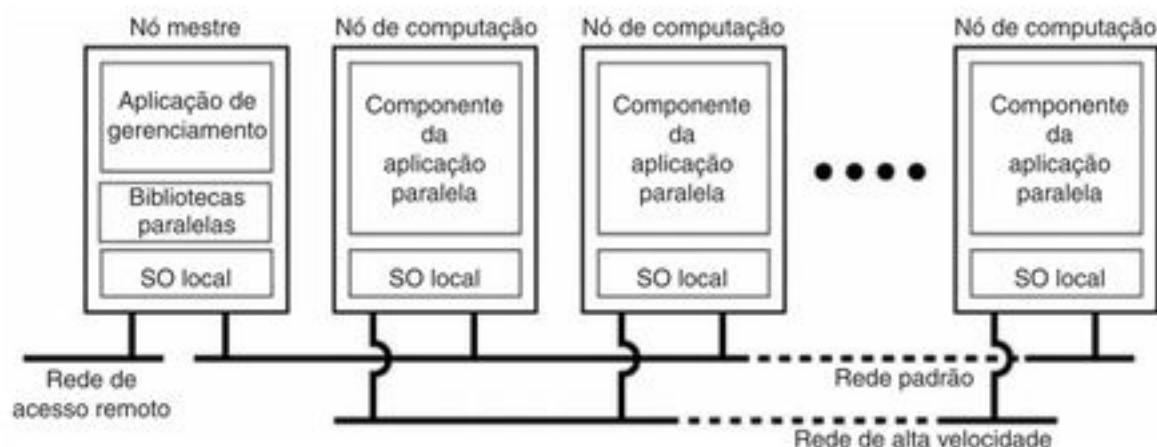 Nó mestre
Nó de computação
Nó de computação
Nó de computação
Aplicação de
gerenciamento
Bibliotecas
paralelas
SO local
Componente
da
aplicação
paralela
SO local
Componente
da
aplicação
paralela
SO local
Componente
da
aplicação
paralela
SO local
Rede de
acesso remoto
Rede padrão
Rede de alta velocidade